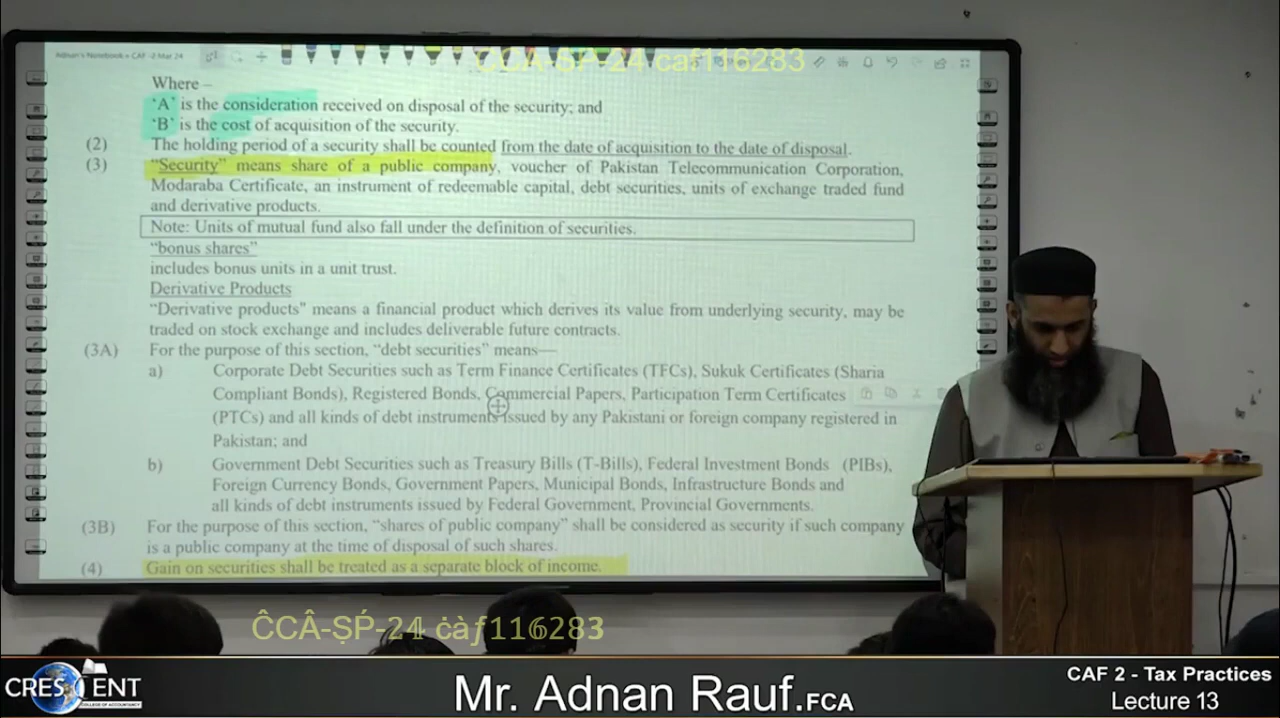 Adnan's Notebook » CAF -2 Mar 24
CCA-SP-24 caf116283
Where –
'A' is the consideration received on disposal of the security; and
'B' is the cost of acquisition of the security.
(2) The holding period of a security shall be counted from the date of acquisition to the date of disposal.
(3) "Security" means share of a public company, voucher of Pakistan Telecommunication Corporation,
Modaraba Certificate, an instrument of redeemable capital, debt securities, units of exchange traded fund
and derivative products.
Note: Units of mutual fund also fall under the definition of securities.
"bonus shares"
includes bonus units in a unit trust.
Derivative Products
"Derivative products" means a financial product which derives its value from underlying security, may be
traded on stock exchange and includes deliverable future contracts.
(3A) For the purpose of this section, "debt securities" means—
a) Corporate Debt Securities such as Term Finance Certificates (TFCs), Sukuk Certificates (Sharia
Compliant Bonds), Registered Bonds, Commercial Papers, Participation Term Certificates
(PTCs) and all kinds of debt instruments issued by any Pakistani or foreign company registered in
Pakistan; and
b) Government Debt Securities such as Treasury Bills (T-Bills), Federal Investment Bonds (PIBs),
Foreign Currency Bonds, Government Papers, Municipal Bonds, Infrastructure Bonds and
all kinds of debt instruments issued by Federal Government, Provincial Governments.
(3B) For the purpose of this section, "shares of public company" shall be considered as security if such company
is a public company at the time of disposal of such shares.
(4) Gain on securities shall be treated as a separate block of income.
ĈCÂ-ṢṔ-24 ċàƒ116283
CRESCENT
COLLEGE OF ACCOUNTANCY
Mr. Adnan Rauf.FCA
CAF 2 - Tax Practices
Lecture 13